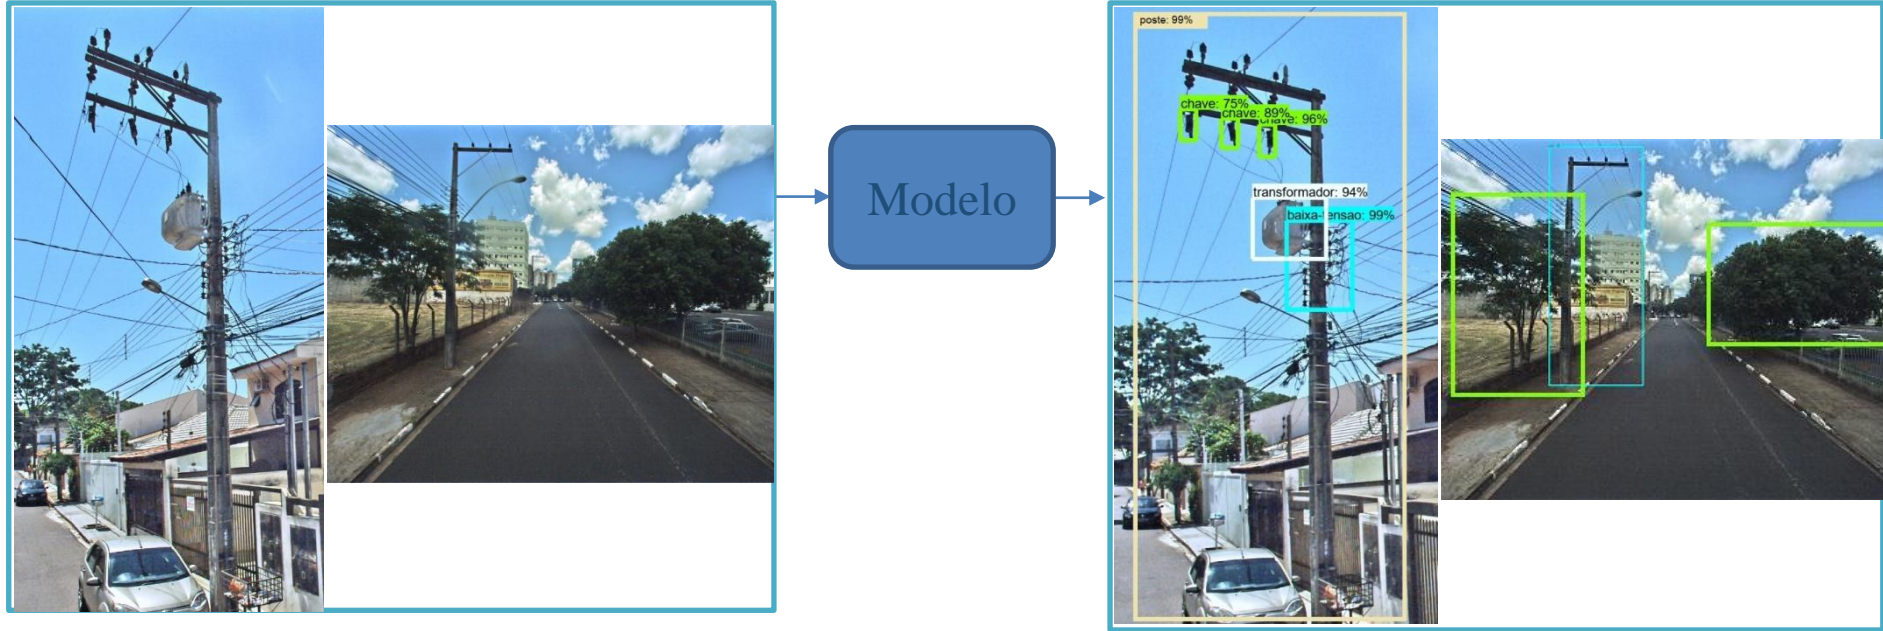 Modelo
poste: 99%
chave: 75%
chave: 89%
chave: 96%
transformador: 94%
baixa-tensao: 99%